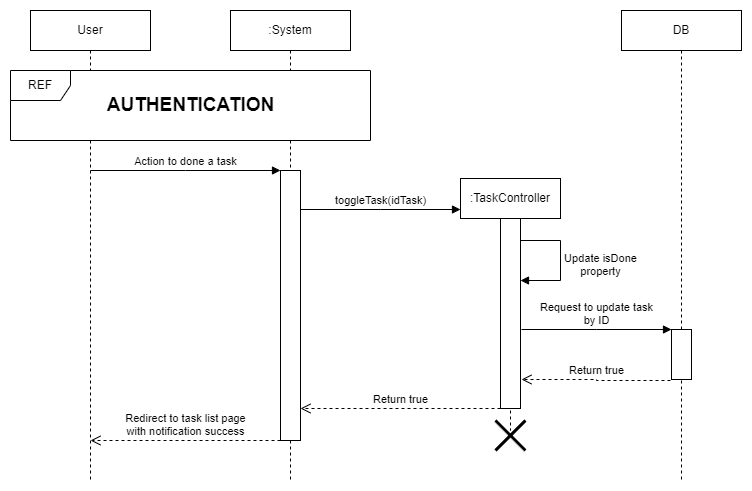 User
:System
DB
REF
AUTHENTICATION
Action to done a task
toggleTask(idTask)
:TaskController
Update isDone
property
Request to update task
by ID
Return true
Return true
Redirect to task list page
with notification success